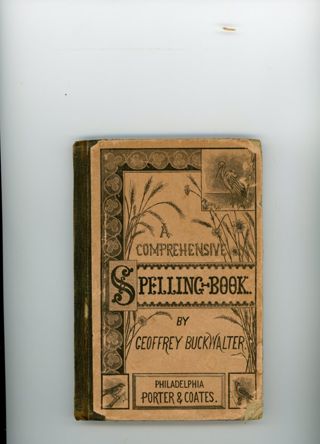 A
COMPREHENSIVE
SPELLING-BOOK.
BY
GEOFFREY BUCKWALTER
PHILADELPHIA
PORTER & COATES.